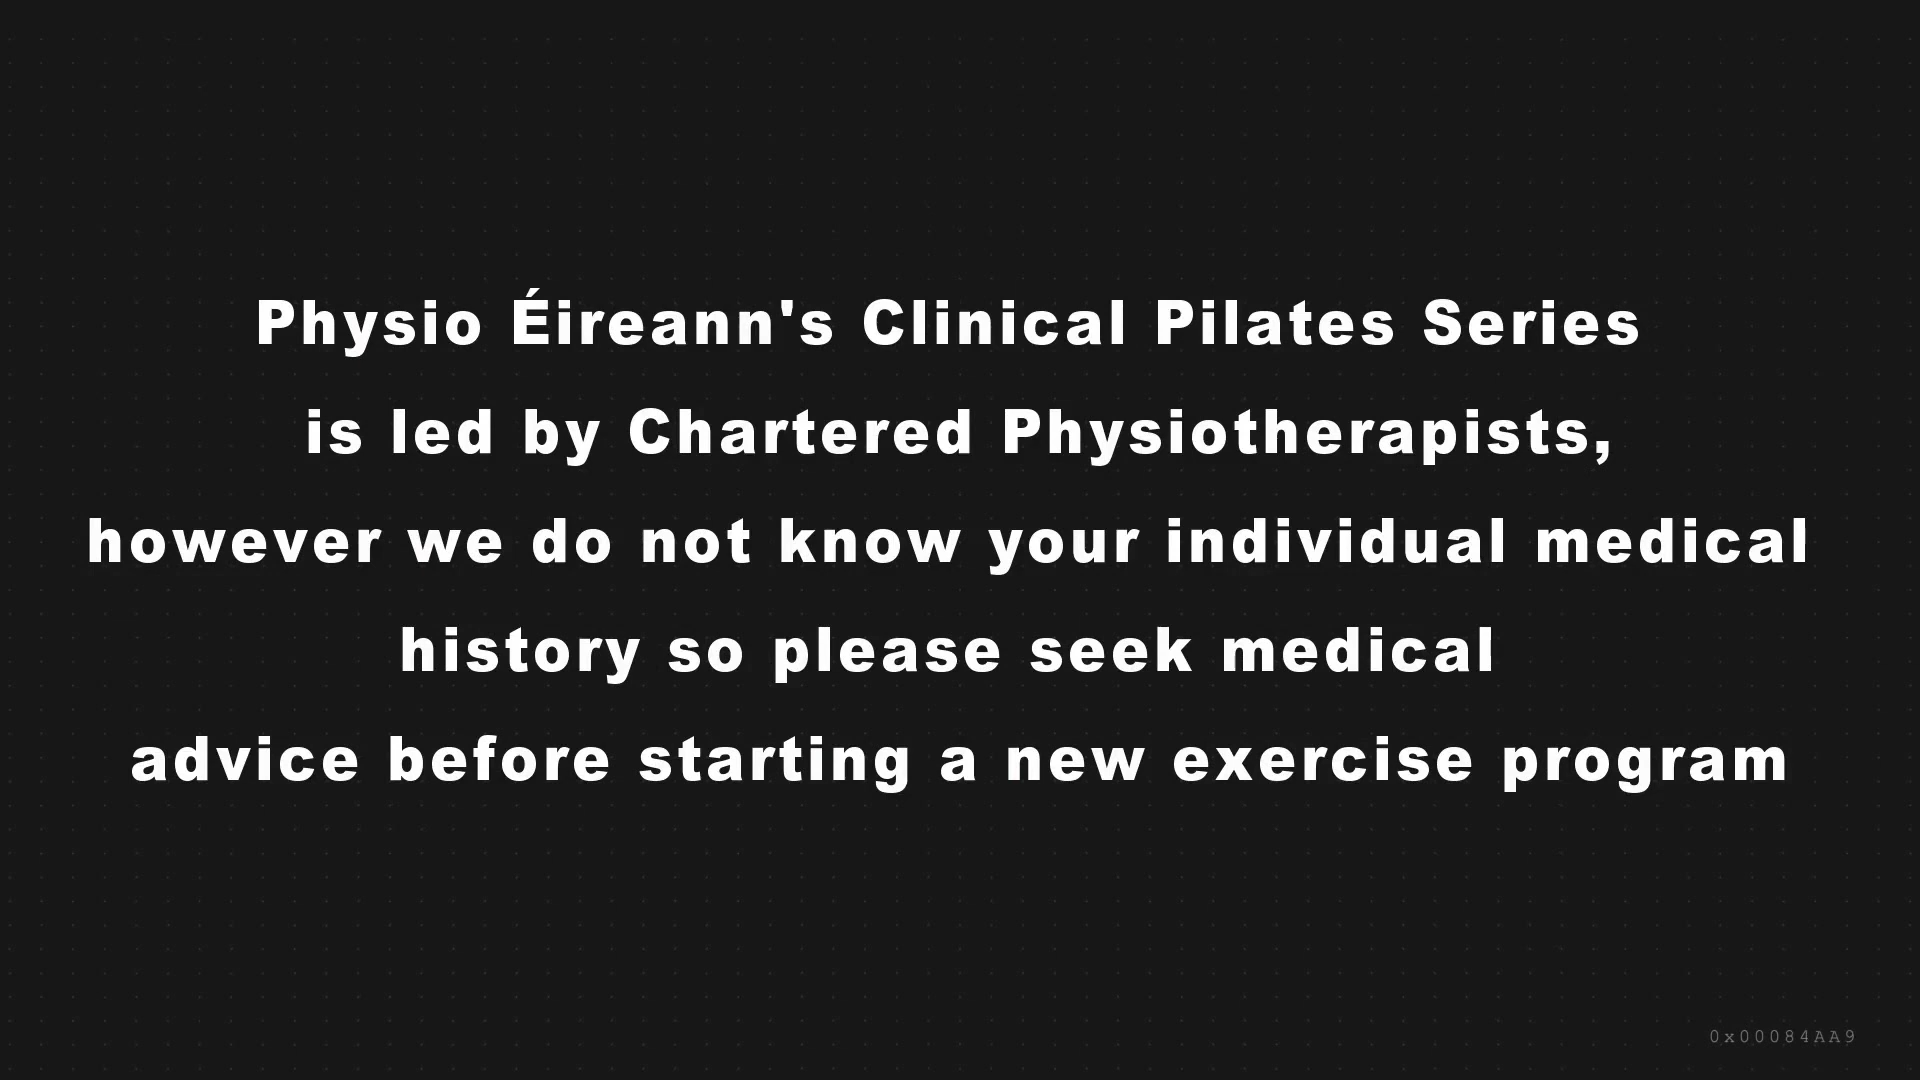 Physio Éireann's Clinical Pilates Series
is led by Chartered Physiotherapists,
however we do not know your individual medical
history so please seek medical
advice before starting a new exercise program
0x00084AA9